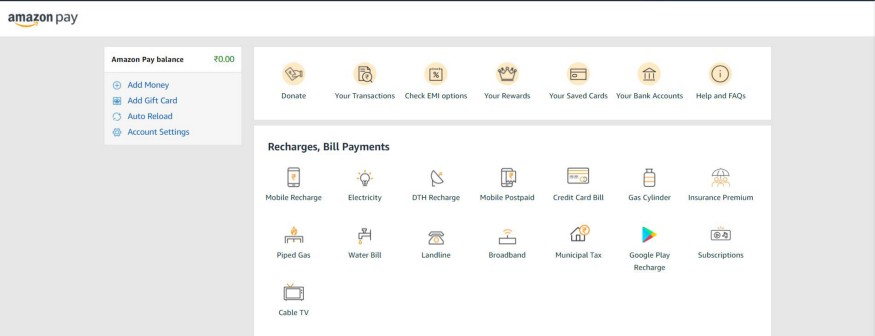 amazon pay
Amazon Pay balance ₹0.00
Add Money
Add Gift Card
Auto Reload
Account Settings
Donate Your Transactions Check EMI options Your Rewards Your Saved Cards Your Bank Accounts Help and FAQs
Recharges, Bill Payments
Mobile Recharge Electricity DTH Recharge Mobile Postpaid Credit Card Bill Gas Cylinder Insurance Premium
Piped Gas Water Bill Landline Broadband Municipal Tax Google Play Subscriptions
Recharge
Cable TV